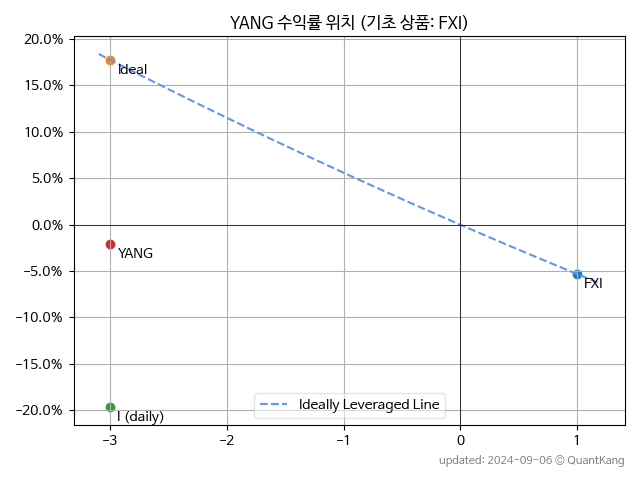 YANG 수익률 위치 (기초 상품: FXI)
20.0%
15.0%
10.0%
5.0%
0.0%
−5.0%
−10.0%
−15.0%
−20.0%
Ideal
YANG
FXI
I (daily)
Ideally Leveraged Line
−3 −2 −1 0 1
updated: 2024-09-06 © QuantKang